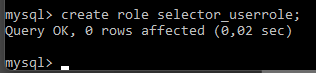 mysql> create role selector_userrole;
Query OK, 0 rows affected (0,02 sec)
mysql> _